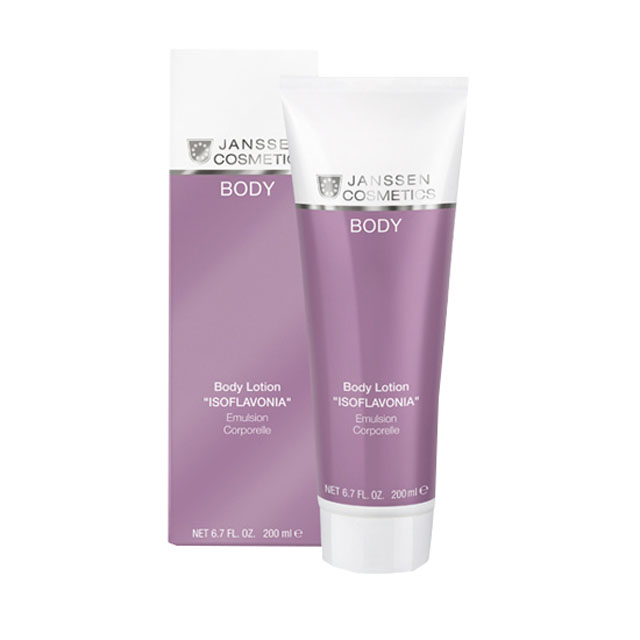 JANSSEN
COSMETIC
BODY
Body Lotion
"ISOFLAVONIA"
Emulsion
Corporelle
NET 6.7 FL. OZ. 200 ml ℮
JANSSEN
COSMETICS
BODY
Body Lotion
"ISOFLAVONIA"
Emulsion
Corporelle
NET 6.7 FL. OZ. 200 ml ℮